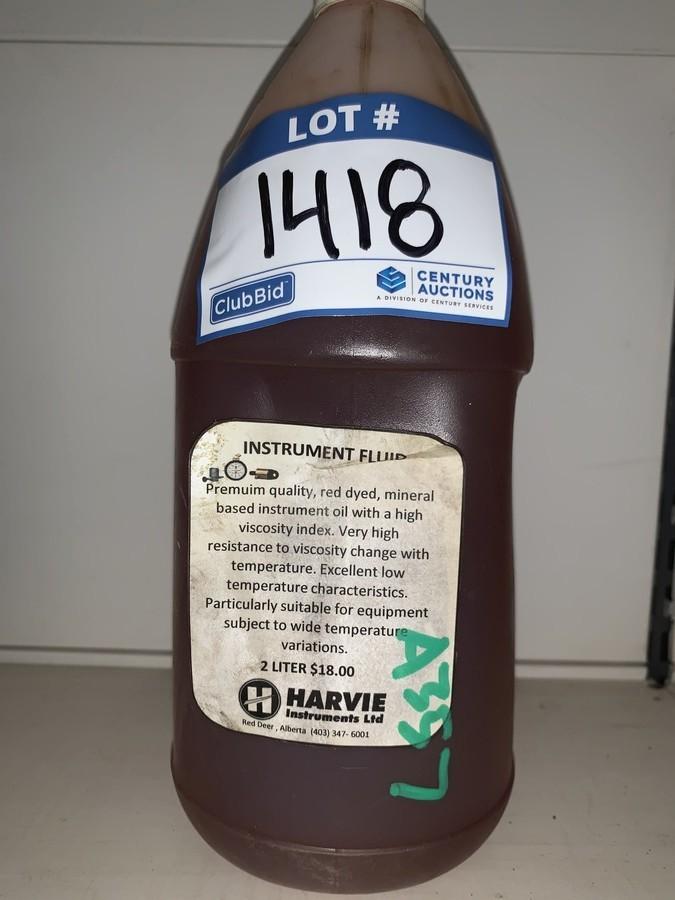 LOT #
1418
ClubBid
CENTURY
AUCTIONS
A DIVISION OF CENTURY SERVICES
INSTRUMENT FLUID
Premuim quality, red dyed, mineral
based instrument oil with a high
viscosity index. Very high
resistance to viscosity change with
temperature. Excellent low
temperature characteristics.
Particularly suitable for equipment
subject to wide temperature
variations.
2 LITER $18.00
H HARVIE
Instruments Ltd
Red Deer , Alberta (403) 347- 6001